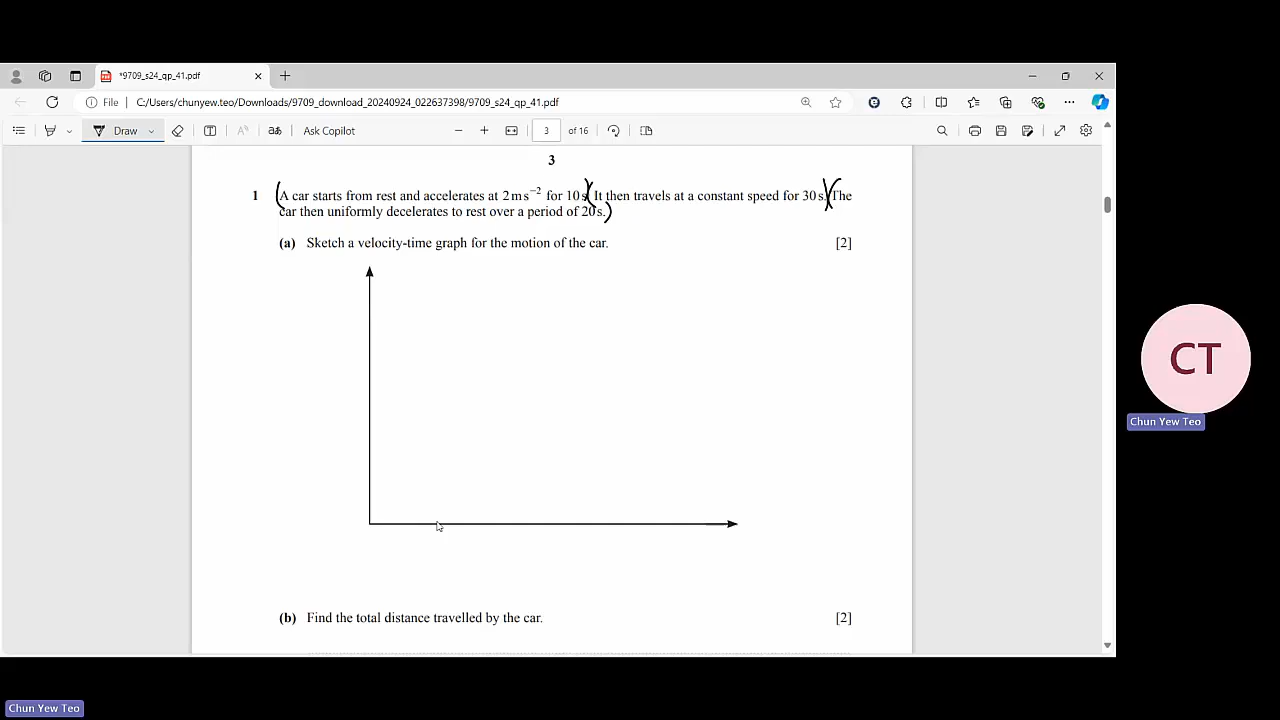 *9709_s24_qp_41.pdf
File C:/Users/chunyew.teo/Downloads/9709_download_20240924_022637398/9709_s24_qp_41.pdf
Draw Ask Copilot 3 of 16
3
1 A car starts from rest and accelerates at 2 m s⁻² for 10 s. It then travels at a constant speed for 30 s. The
car then uniformly decelerates to rest over a period of 20 s.
(a) Sketch a velocity-time graph for the motion of the car. [2]
(b) Find the total distance travelled by the car. [2]
CT
Chun Yew Teo
Chun Yew Teo